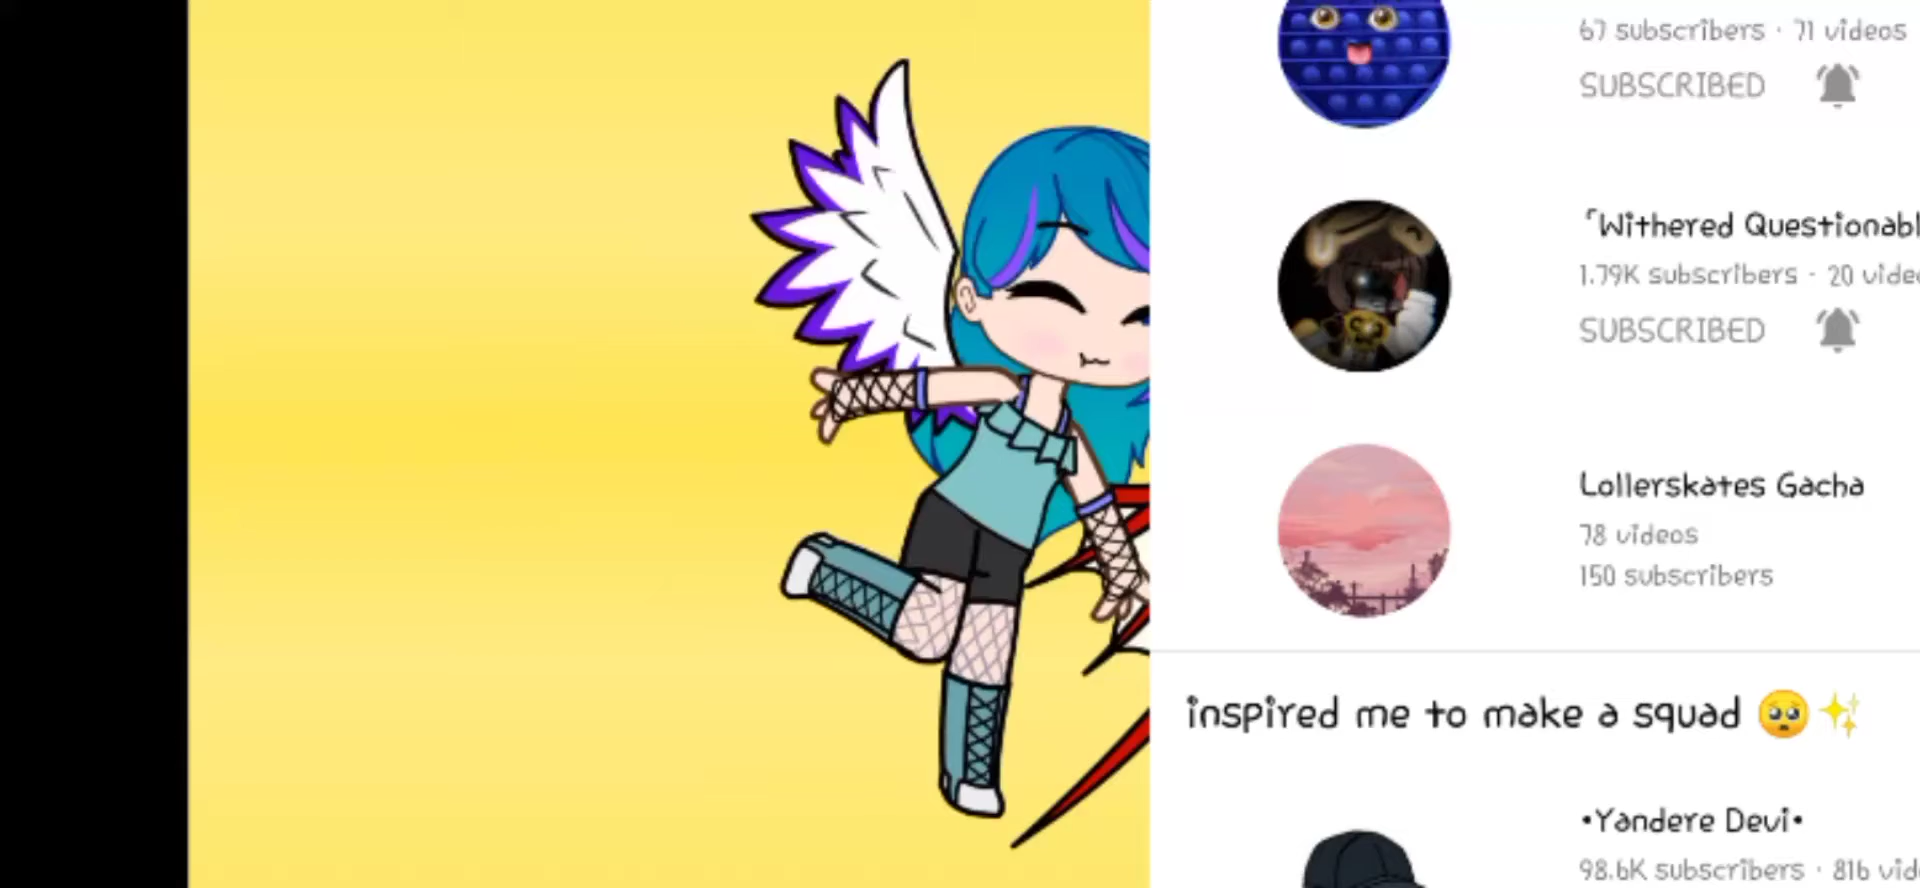 67 subscribers · 71 videos
SUBSCRIBED
「Withered Questionabl
1.79K subscribers · 20 videc
SUBSCRIBED
Lollerskates Gacha
78 videos
150 subscribers
inspired me to make a squad 🥺✨
•Yandere Devi•
98.6K subscribers · 816 vid